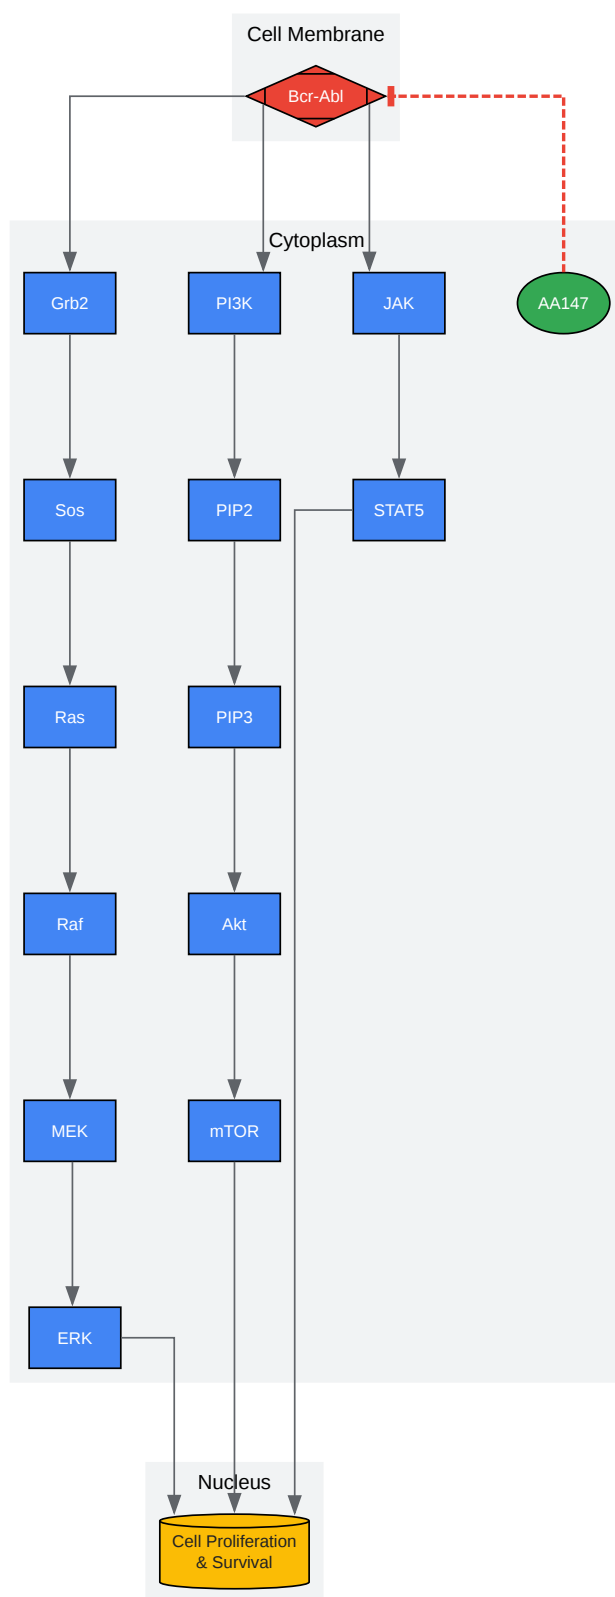 Cell Membrane
Bcr-Abl
Cytoplasm
Grb2
PI3K
JAK
AA147
Sos
PIP2
STAT5
Ras
PIP3
Raf
Akt
MEK
mTOR
ERK
Nucleus
Cell Proliferation
& Survival